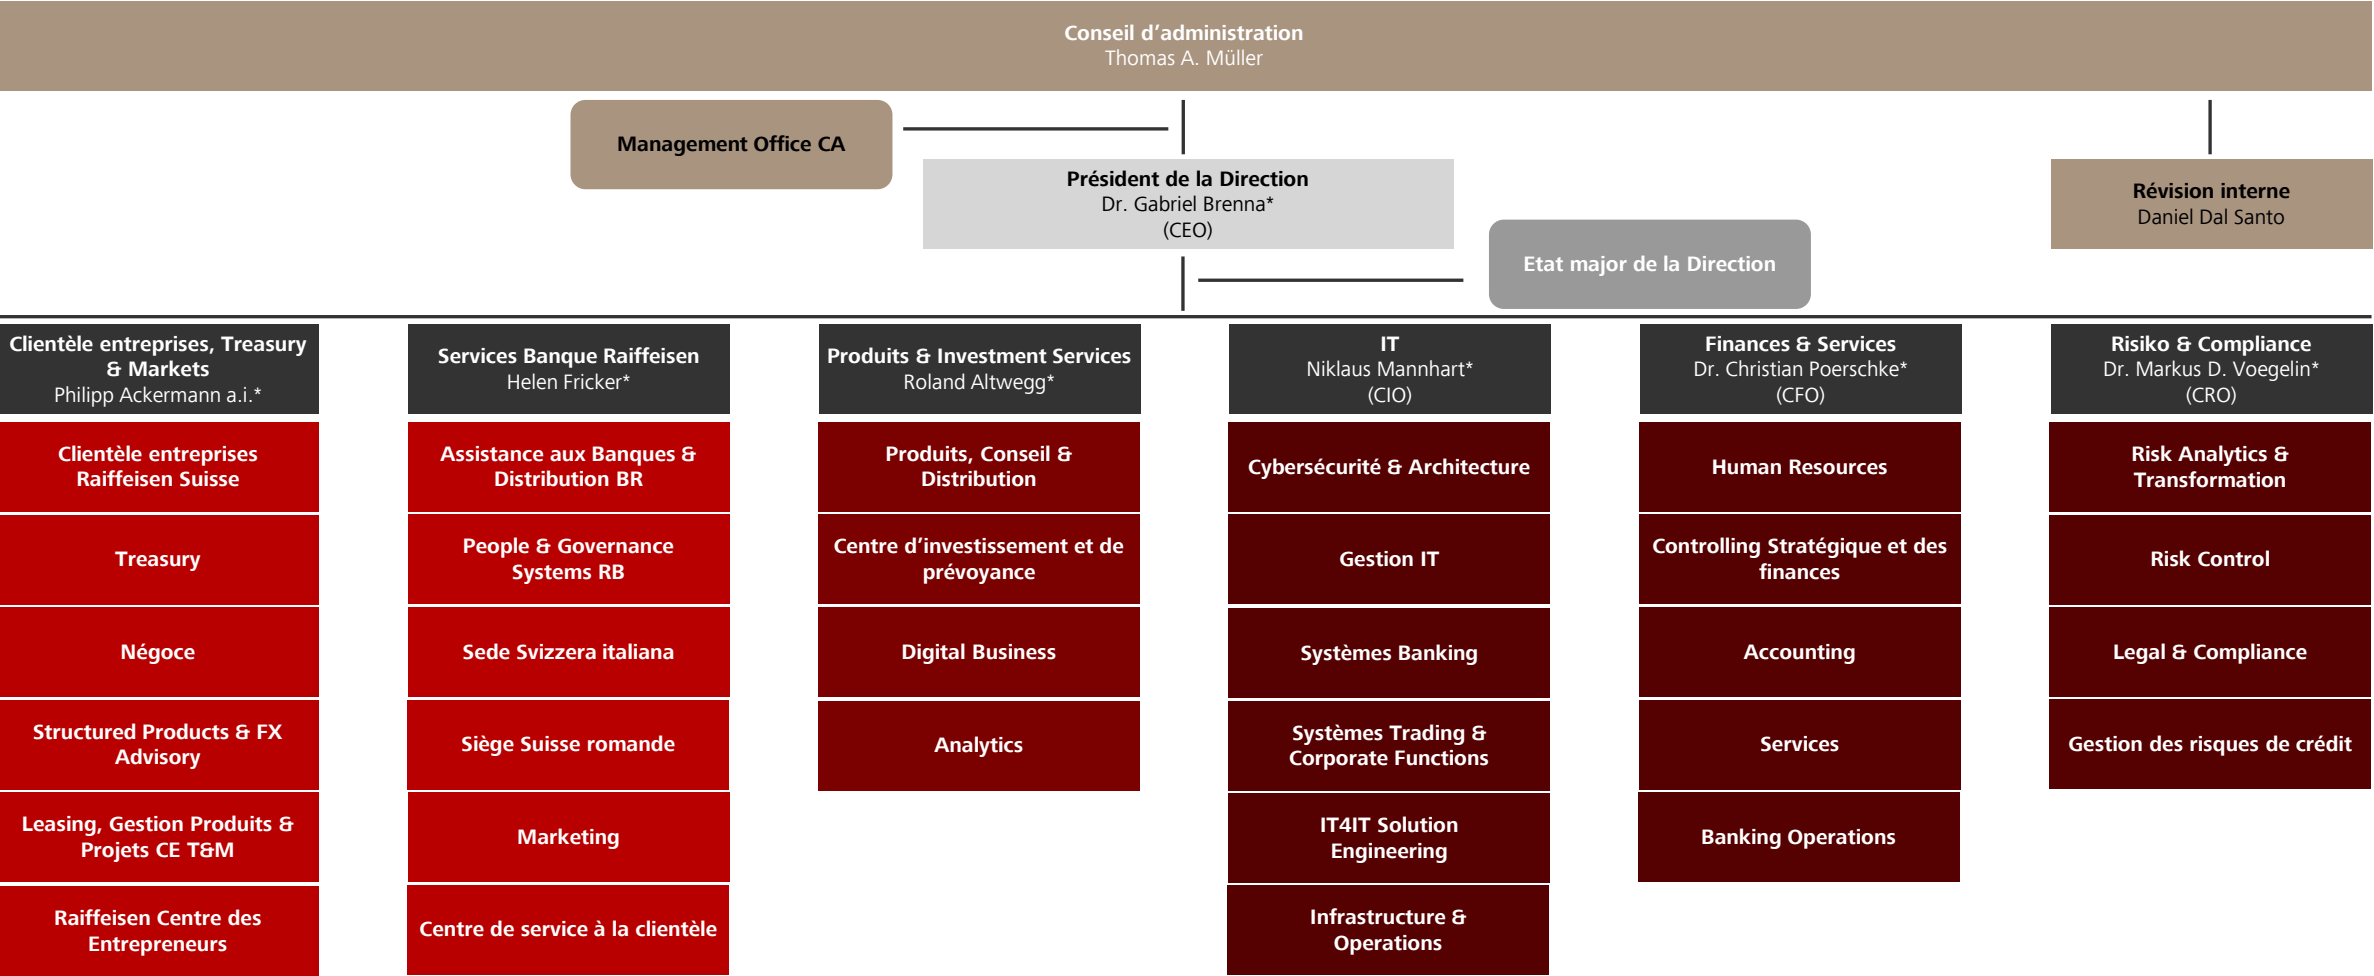 Conseil d’administration
Thomas A. Müller
Management Office CA
Président de la Direction
Dr. Gabriel Brenna*
(CEO)
Révision interne
Daniel Dal Santo
Etat major de la Direction
Clientèle entreprises, Treasury
& Markets
Philipp Ackermann a.i.*
Clientèle entreprises
Raiffeisen Suisse
Treasury
Négoce
Structured Products & FX
Advisory
Leasing, Gestion Produits &
Projets CE T&M
Raiffeisen Centre des
Entrepreneurs
Services Banque Raiffeisen
Helen Fricker*
Assistance aux Banques &
Distribution BR
People & Governance
Systems RB
Sede Svizzera italiana
Siège Suisse romande
Marketing
Centre de service à la clientèle
Produits & Investment Services
Roland Altwegg*
Produits, Conseil &
Distribution
Centre d’investissement et de
prévoyance
Digital Business
Analytics
IT
Niklaus Mannhart*
(CIO)
Cybersécurité & Architecture
Gestion IT
Systèmes Banking
Systèmes Trading &
Corporate Functions
IT4IT Solution
Engineering
Infrastructure &
Operations
Finances & Services
Dr. Christian Poerschke*
(CFO)
Human Resources
Controlling Stratégique et des
finances
Accounting
Services
Banking Operations
Risiko & Compliance
Dr. Markus D. Voegelin*
(CRO)
Risk Analytics &
Transformation
Risk Control
Legal & Compliance
Gestion des risques de crédit